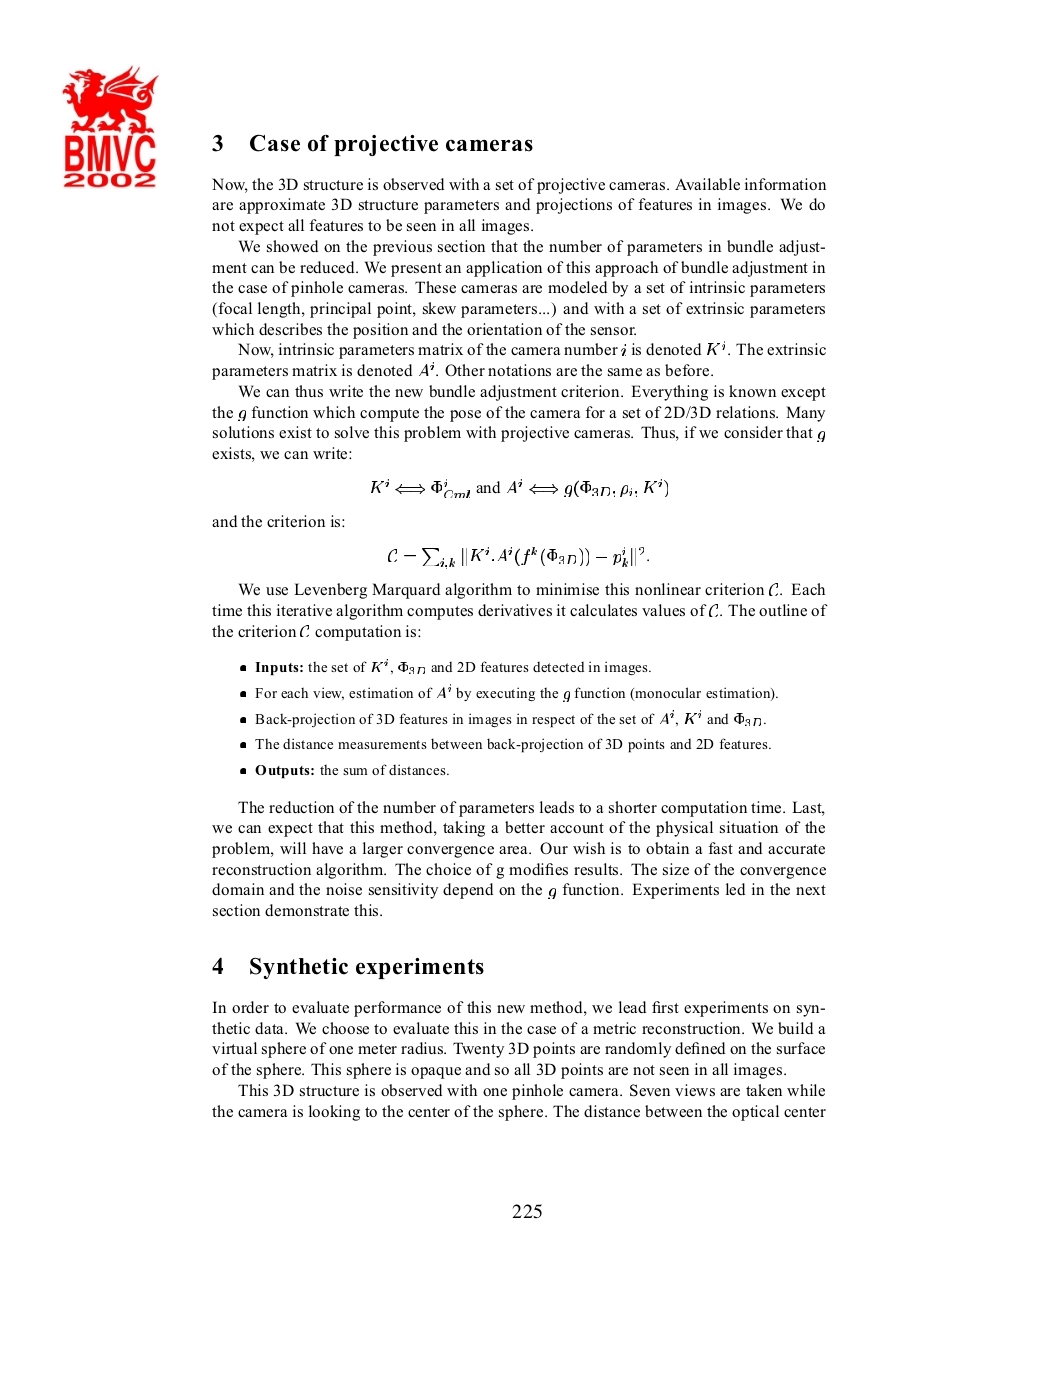 BMVC
2002
3 Case of projective cameras
Now, the 3D structure is observed with a set of projective cameras. Available information
are approximate 3D structure parameters and projections of features in images. We do
not expect all features to be seen in all images.
We showed on the previous section that the number of parameters in bundle adjust-
ment can be reduced. We present an application of this approach of bundle adjustment in
the case of pinhole cameras. These cameras are modeled by a set of intrinsic parameters
(focal length, principal point, skew parameters...) and with a set of extrinsic parameters
which describes the position and the orientation of the sensor.
Now, intrinsic parameters matrix of the camera number i is denoted K^i. The extrinsic
parameters matrix is denoted A^i. Other notations are the same as before.
We can thus write the new bundle adjustment criterion. Everything is known except
the g function which compute the pose of the camera for a set of 2D/3D relations. Many
solutions exist to solve this problem with projective cameras. Thus, if we consider that g
exists, we can write:
K^i ⟺ Φ^i_{Cml} and A^i ⟺ g(Φ_{3D}, ρ_i, K^i)
and the criterion is:
C = ∑_{i,k} ||K^i.A^i(f^k(Φ_{3D})) − p^i_k||^2.
We use Levenberg Marquard algorithm to minimise this nonlinear criterion C. Each
time this iterative algorithm computes derivatives it calculates values of C. The outline of
the criterion C computation is:
• Inputs: the set of K^i, Φ_{3D} and 2D features detected in images.
• For each view, estimation of A^i by executing the g function (monocular estimation).
• Back-projection of 3D features in images in respect of the set of A^i, K^i and Φ_{3D}.
• The distance measurements between back-projection of 3D points and 2D features.
• Outputs: the sum of distances.
The reduction of the number of parameters leads to a shorter computation time. Last,
we can expect that this method, taking a better account of the physical situation of the
problem, will have a larger convergence area. Our wish is to obtain a fast and accurate
reconstruction algorithm. The choice of g modifies results. The size of the convergence
domain and the noise sensitivity depend on the g function. Experiments led in the next
section demonstrate this.
4 Synthetic experiments
In order to evaluate performance of this new method, we lead first experiments on syn-
thetic data. We choose to evaluate this in the case of a metric reconstruction. We build a
virtual sphere of one meter radius. Twenty 3D points are randomly defined on the surface
of the sphere. This sphere is opaque and so all 3D points are not seen in all images.
This 3D structure is observed with one pinhole camera. Seven views are taken while
the camera is looking to the center of the sphere. The distance between the optical center
225